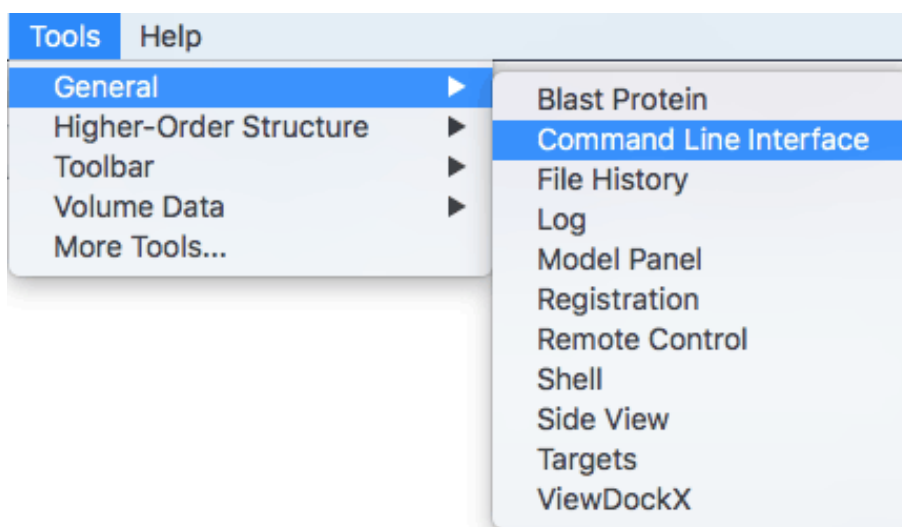 Tools Help
General
Higher-Order Structure
Toolbar
Volume Data
More Tools...
Blast Protein
Command Line Interface
File History
Log
Model Panel
Registration
Remote Control
Shell
Side View
Targets
ViewDockX